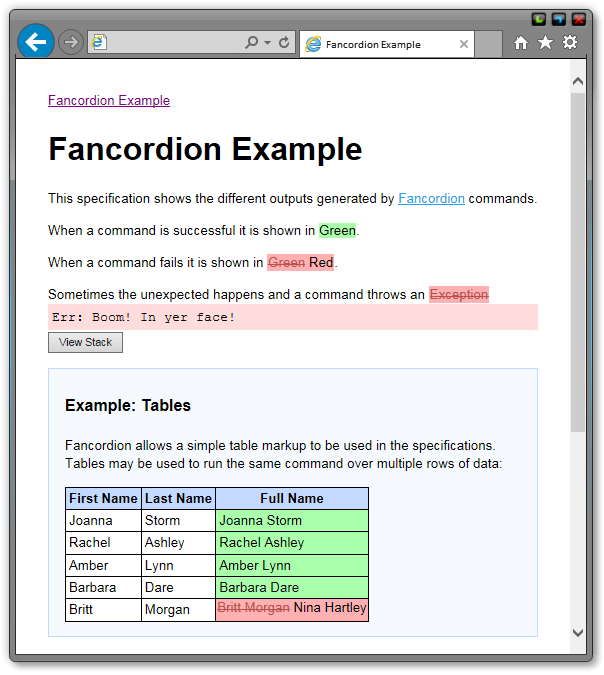 Fancordion Example
Fancordion Example
Fancordion Example
This specification shows the different outputs generated by Fancordion commands.
When a command is successful it is shown in Green.
When a command fails it is shown in Green Red.
Sometimes the unexpected happens and a command throws an Exception
Err: Boom! In yer face!
View Stack
Example: Tables
Fancordion allows a simple table markup to be used in the specifications.
Tables may be used to run the same command over multiple rows of data:
First Name Last Name Full Name
Joanna Storm Joanna Storm
Rachel Ashley Rachel Ashley
Amber Lynn Amber Lynn
Barbara Dare Barbara Dare
Britt Morgan Britt Morgan Nina Hartley